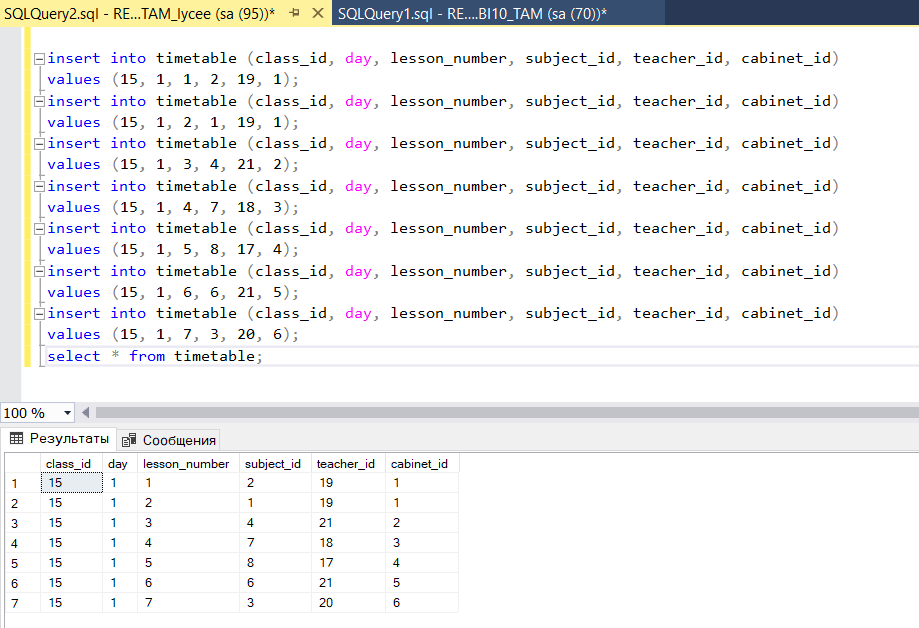 SQLQuery2.sql - RE...TAM_lycee (sa (95))* SQLQuery1.sql - RE....BI10_TAM (sa (70))*
insert into timetable (class_id, day, lesson_number, subject_id, teacher_id, cabinet_id)
values (15, 1, 1, 2, 19, 1);
insert into timetable (class_id, day, lesson_number, subject_id, teacher_id, cabinet_id)
values (15, 1, 2, 1, 19, 1);
insert into timetable (class_id, day, lesson_number, subject_id, teacher_id, cabinet_id)
values (15, 1, 3, 4, 21, 2);
insert into timetable (class_id, day, lesson_number, subject_id, teacher_id, cabinet_id)
values (15, 1, 4, 7, 18, 3);
insert into timetable (class_id, day, lesson_number, subject_id, teacher_id, cabinet_id)
values (15, 1, 5, 8, 17, 4);
insert into timetable (class_id, day, lesson_number, subject_id, teacher_id, cabinet_id)
values (15, 1, 6, 6, 21, 5);
insert into timetable (class_id, day, lesson_number, subject_id, teacher_id, cabinet_id)
values (15, 1, 7, 3, 20, 6);
select * from timetable;
100 %
Результаты Сообщения
class_id day lesson_number subject_id teacher_id cabinet_id
1 15 1 1 2 19 1
2 15 1 2 1 19 1
3 15 1 3 4 21 2
4 15 1 4 7 18 3
5 15 1 5 8 17 4
6 15 1 6 6 21 5
7 15 1 7 3 20 6